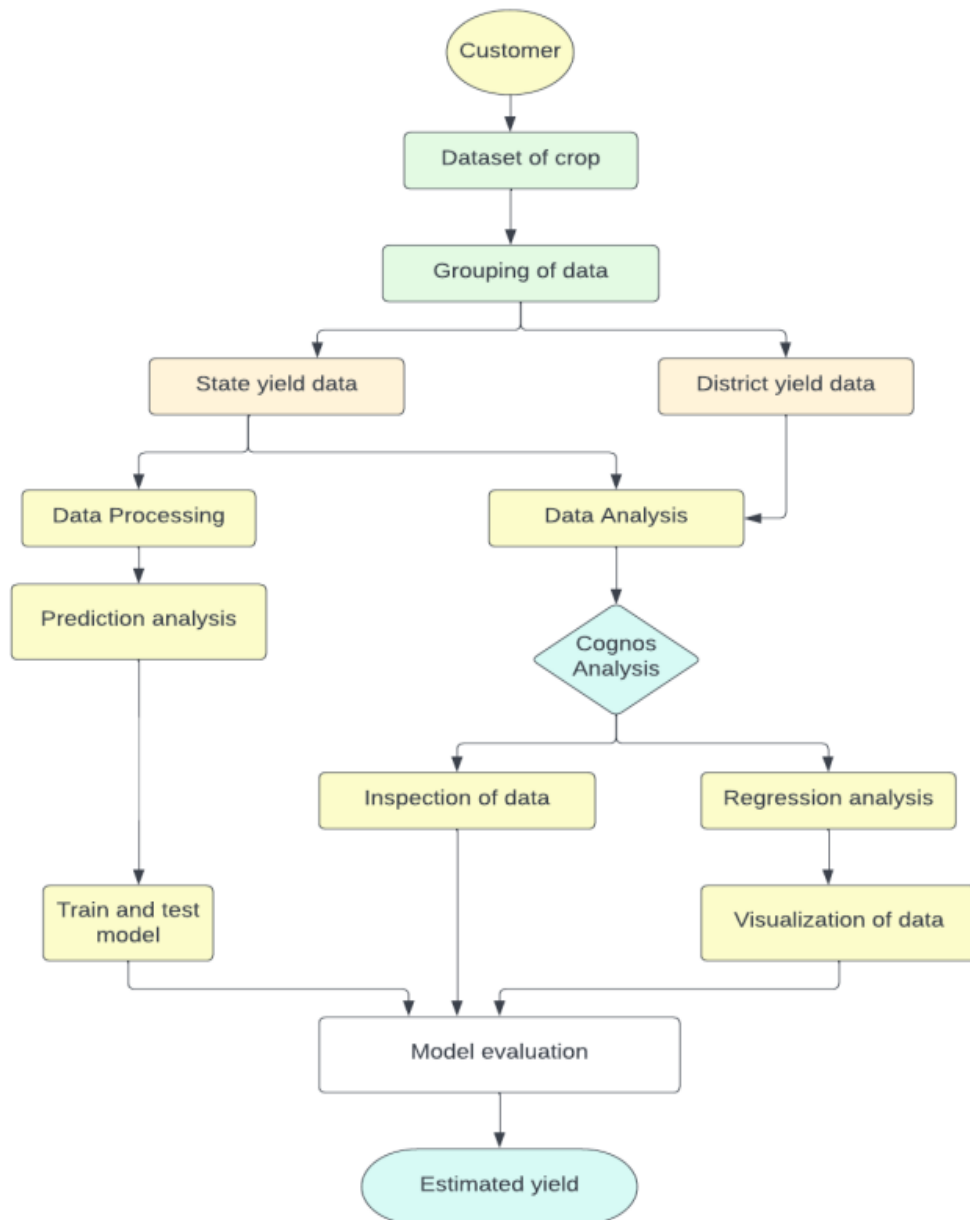 Customer
Dataset of crop
Grouping of data
State yield data
District yield data
Data Processing
Data Analysis
Prediction analysis
Cognos
Analysis
Inspection of data
Regression analysis
Train and test
model
Visualization of data
Model evaluation
Estimated yield